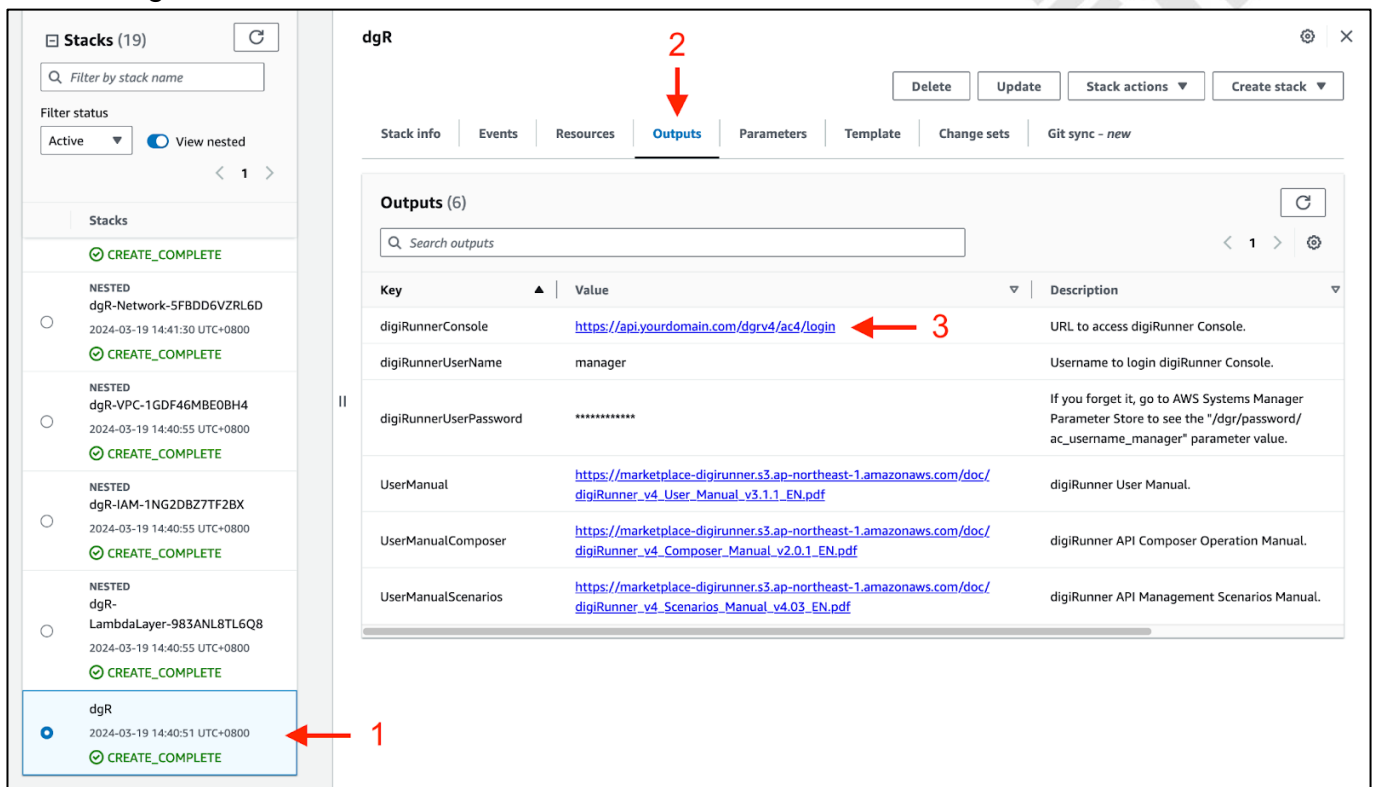 Stacks (19)
Filter by stack name
Filter status
Active
View nested
1
Stacks
CREATE_COMPLETE
NESTED
dgR-Network-5FBDD6VZRL6D
2024-03-19 14:41:30 UTC+0800
CREATE_COMPLETE
NESTED
dgR-VPC-1GDF46MBE0BH4
2024-03-19 14:40:55 UTC+0800
CREATE_COMPLETE
NESTED
dgR-IAM-1NG2DBZ7TF2BX
2024-03-19 14:40:55 UTC+0800
CREATE_COMPLETE
NESTED
dgR-
LambdaLayer-983ANL8TL6Q8
2024-03-19 14:40:55 UTC+0800
CREATE_COMPLETE
dgR
2024-03-19 14:40:51 UTC+0800
CREATE_COMPLETE
1
dgR
2
Delete Update Stack actions Create stack
Stack info Events Resources Outputs Parameters Template Change sets Git sync - new
Outputs (6)
Search outputs
1
Key Value Description
digiRunnerConsole https://api.yourdomain.com/dgrv4/ac4/login 3 URL to access digiRunner Console.
digiRunnerUserName manager Username to login digiRunner Console.
If you forget it, go to AWS Systems Manager
digiRunnerUserPassword ************ Parameter Store to see the "/dgr/password/
ac_username_manager" parameter value.
UserManual https://marketplace-digirunner.s3.ap-northeast-1.amazonaws.com/doc/ digiRunner User Manual.
digiRunner_v4_User_Manual_v3.1.1_EN.pdf
UserManualComposer https://marketplace-digirunner.s3.ap-northeast-1.amazonaws.com/doc/ digiRunner API Composer Operation Manual.
digiRunner_v4_Composer_Manual_v2.0.1_EN.pdf
UserManualScenarios https://marketplace-digirunner.s3.ap-northeast-1.amazonaws.com/doc/ digiRunner API Management Scenarios Manual.
digiRunner_v4_Scenarios_Manual_v4.03_EN.pdf